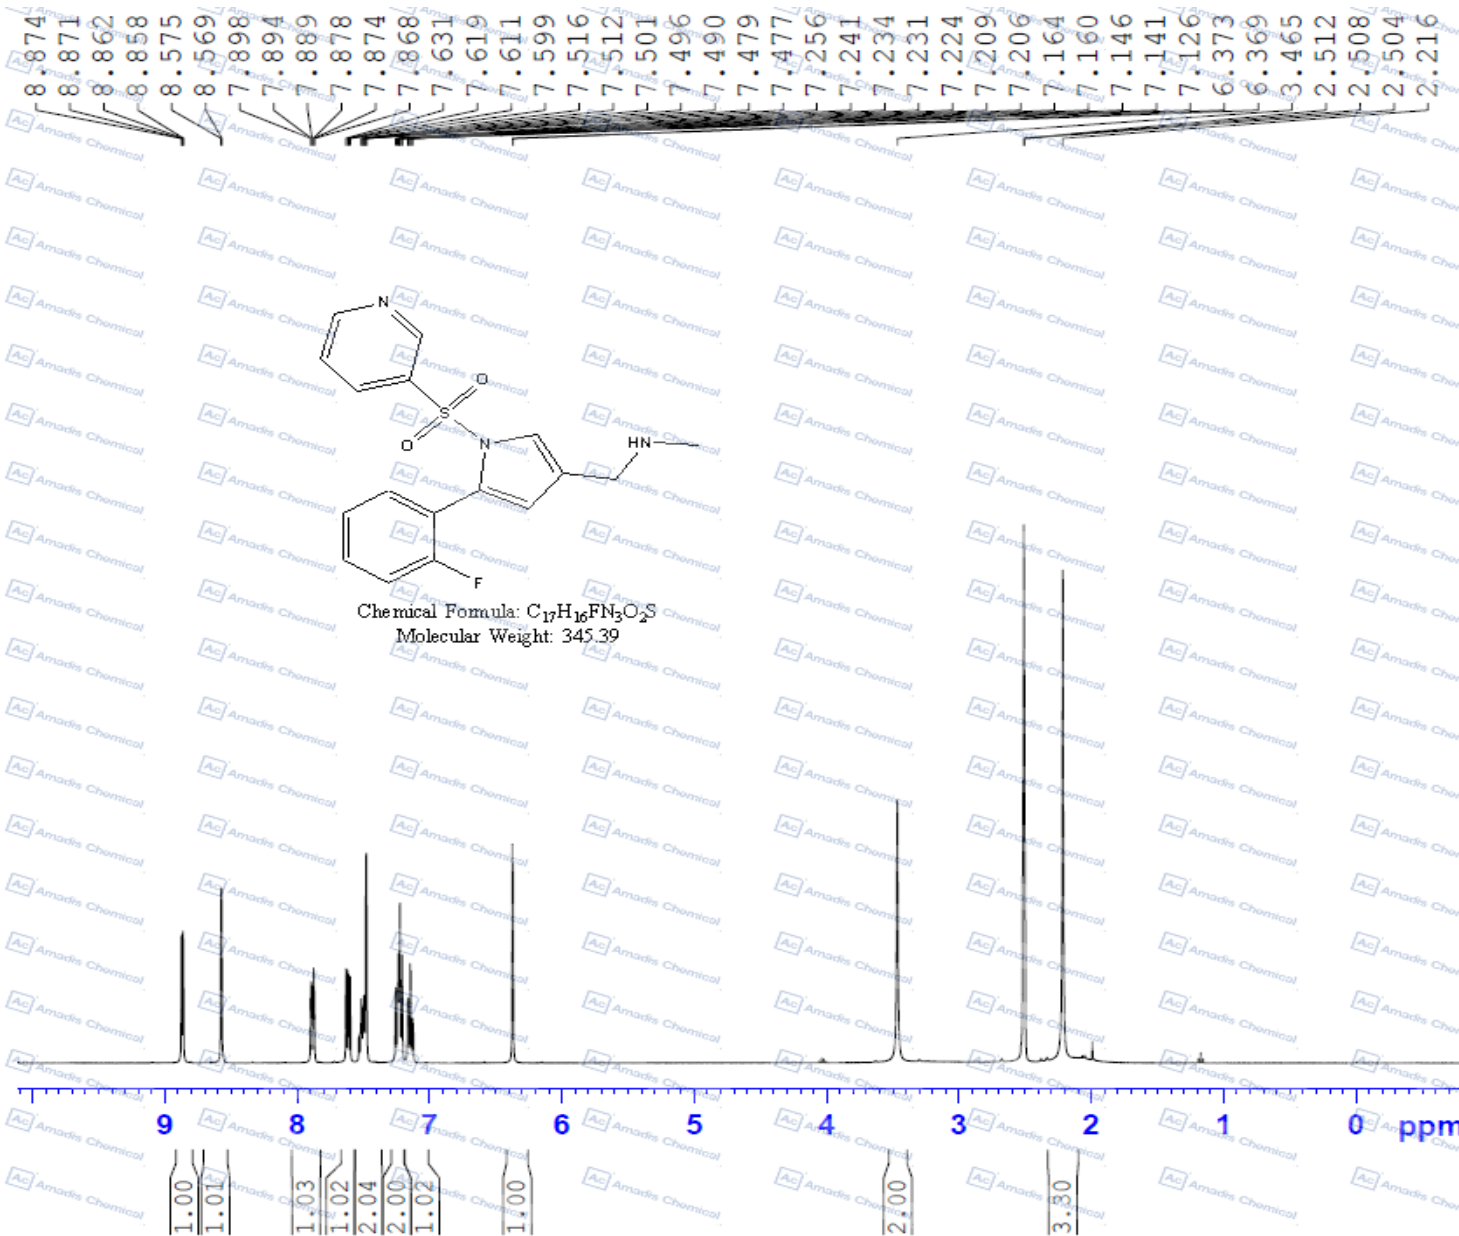 8.874 8.871 8.862 8.858 8.575 8.569 7.898 7.894 7.889 7.878 7.874 7.868 7.631 7.619 7.611 7.599 7.516 7.512 7.501 7.496 7.490 7.479 7.477 7.256 7.241 7.234 7.231 7.224 7.209 7.206 7.164 7.160 7.146 7.141 7.126 6.373 6.369 3.465 2.512 2.508 2.504 2.216
N
O
S
O
N
HN
F
Chemical Formula: C17H16FN3O2S
Molecular Weight: 345.39
9 8 7 6 5 4 3 2 1 0 ppm
1.00 1.01 1.03 1.02 2.04 2.00 1.02 1.00 2.00 3.30
Ac Amadis Chemical